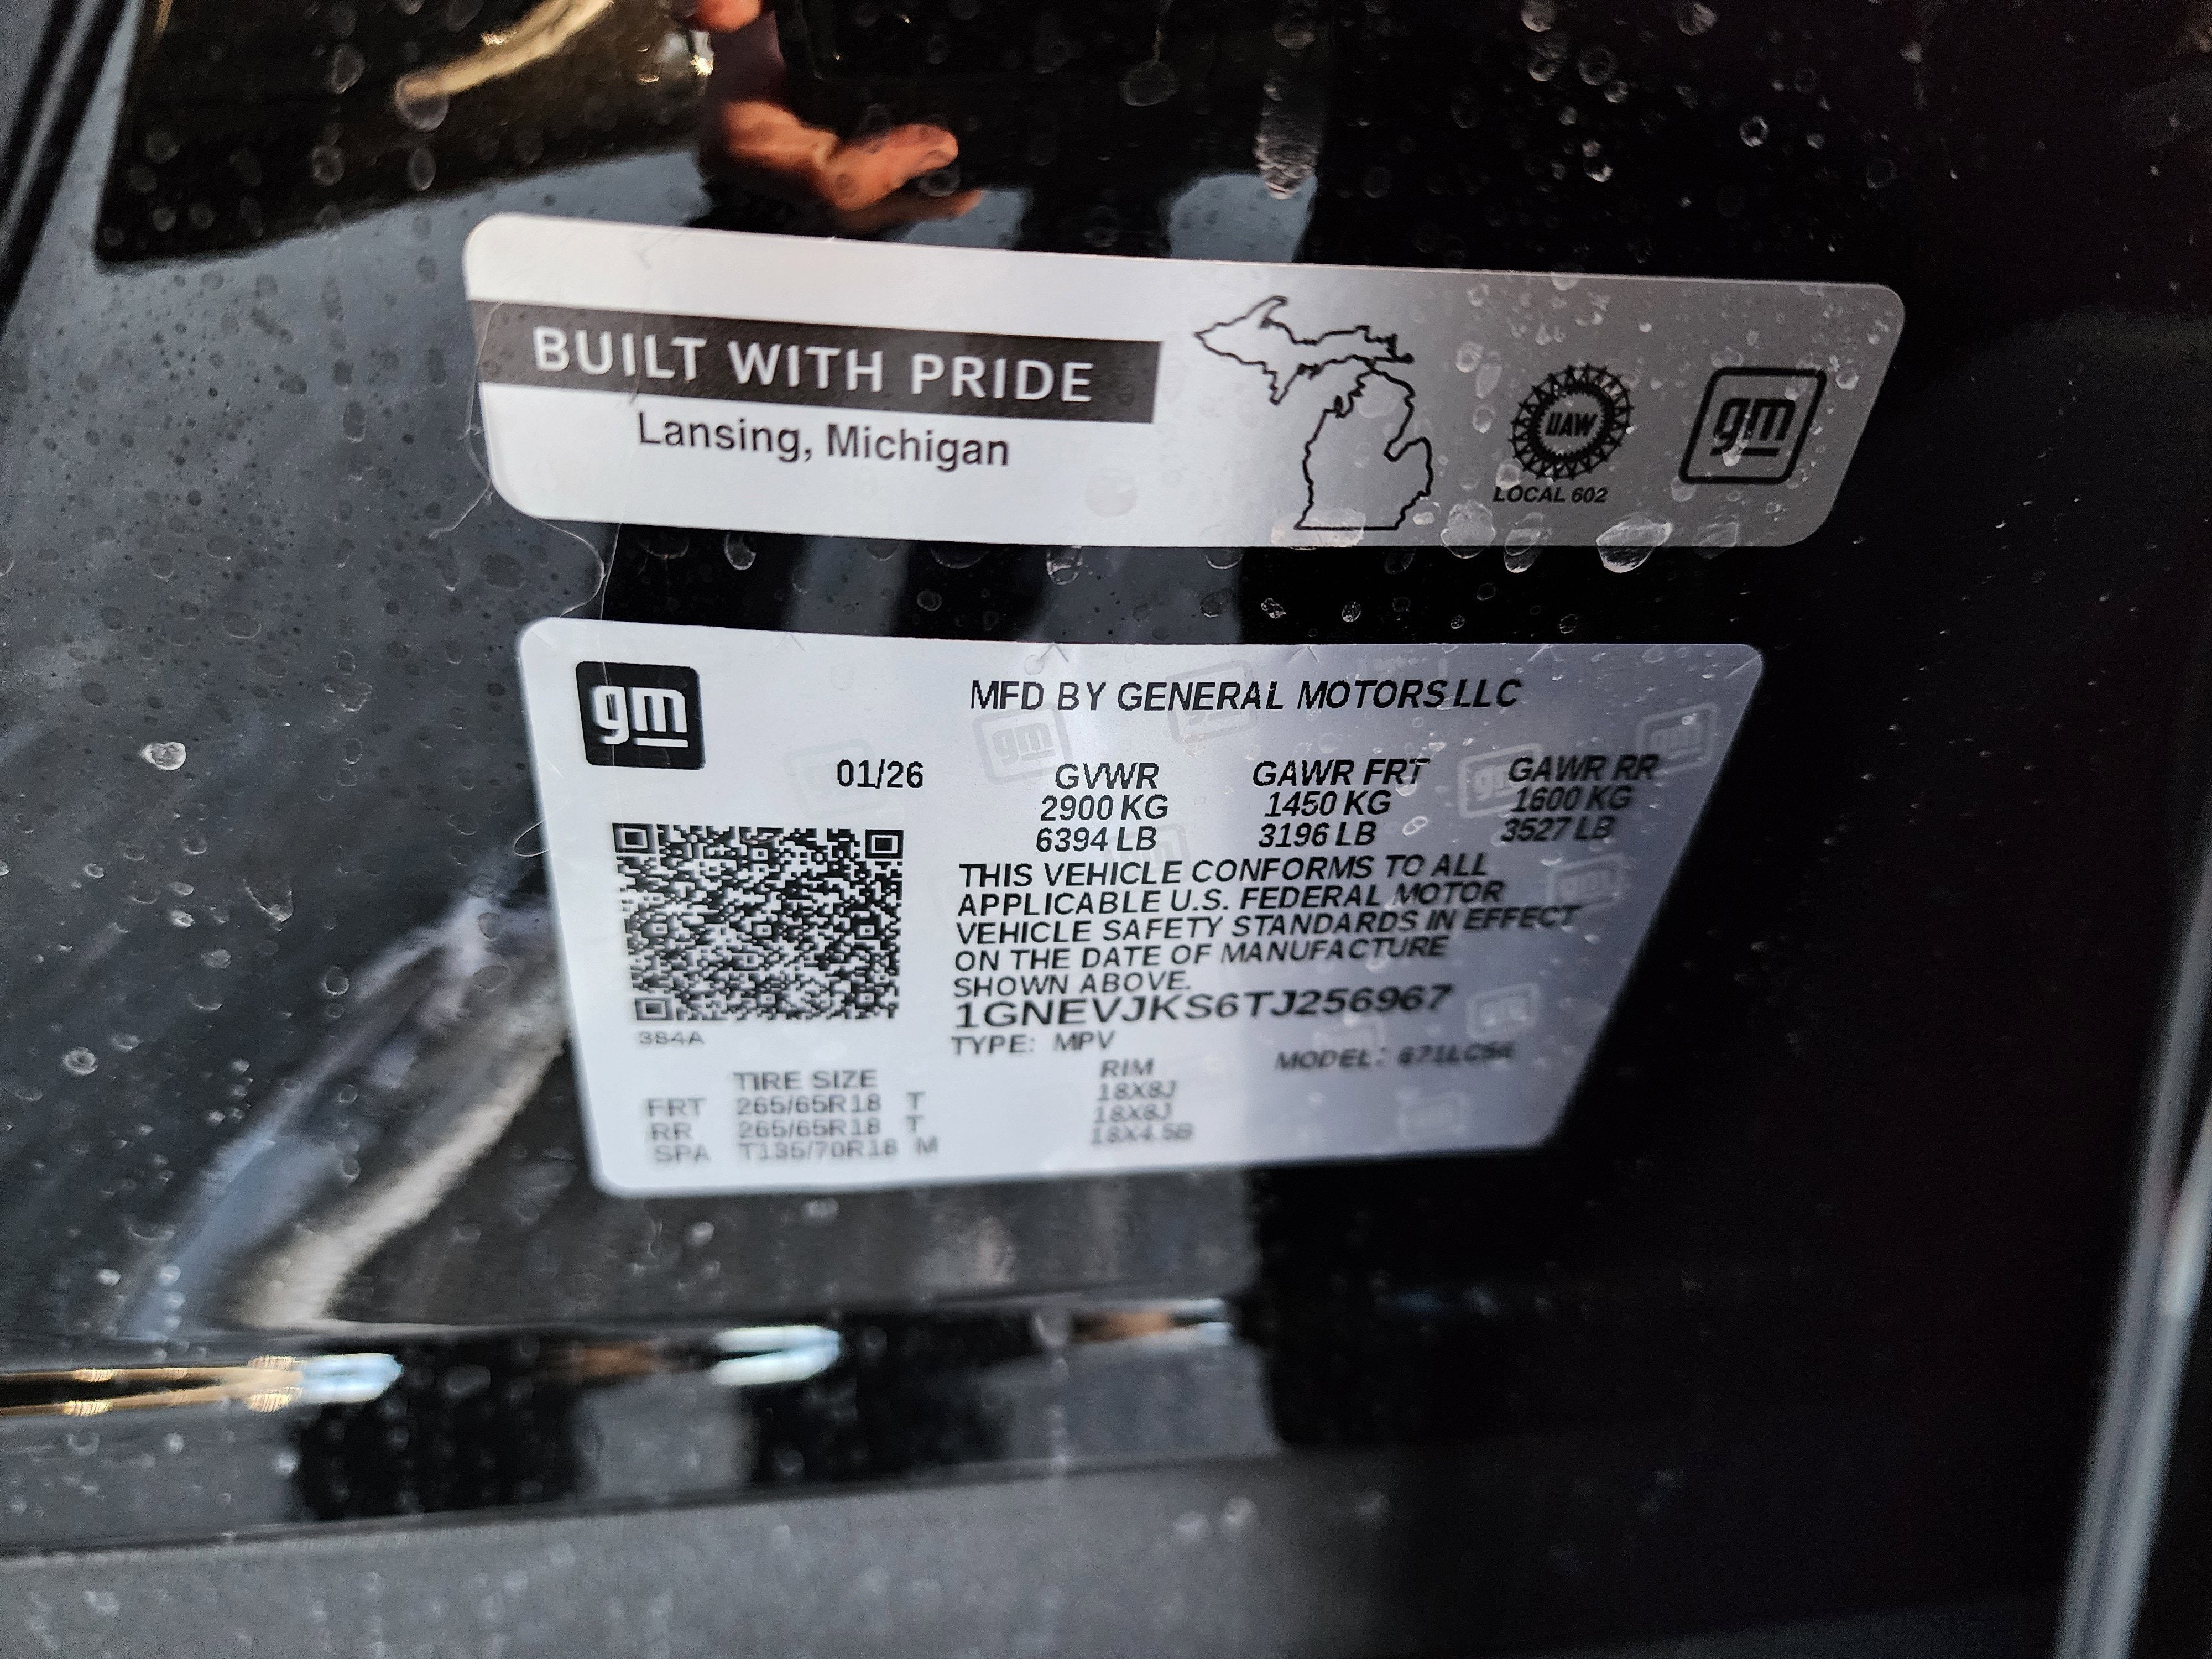 BUILT WITH PRIDE
Lansing, Michigan
UAW
LOCAL 602
gm
gm
MFD BY GENERAL MOTORS LLC
01/26 GVWR GAWR FRT GAWR RR
2900 KG 1450 KG 1600 KG
6394 LB 3196 LB 3527 LB
THIS VEHICLE CONFORMS TO ALL
APPLICABLE U.S. FEDERAL MOTOR
VEHICLE SAFETY STANDARDS IN EFFECT
ON THE DATE OF MANUFACTURE
SHOWN ABOVE.
1GNEVJKS6TJ256967
384A
TYPE: MPV MODEL:
TIRE SIZE RIM
FRT 265/65R18 T 18X8J
RR 265/65R18 T 18X8J
SPA T135/70R18 M 18X4.5B